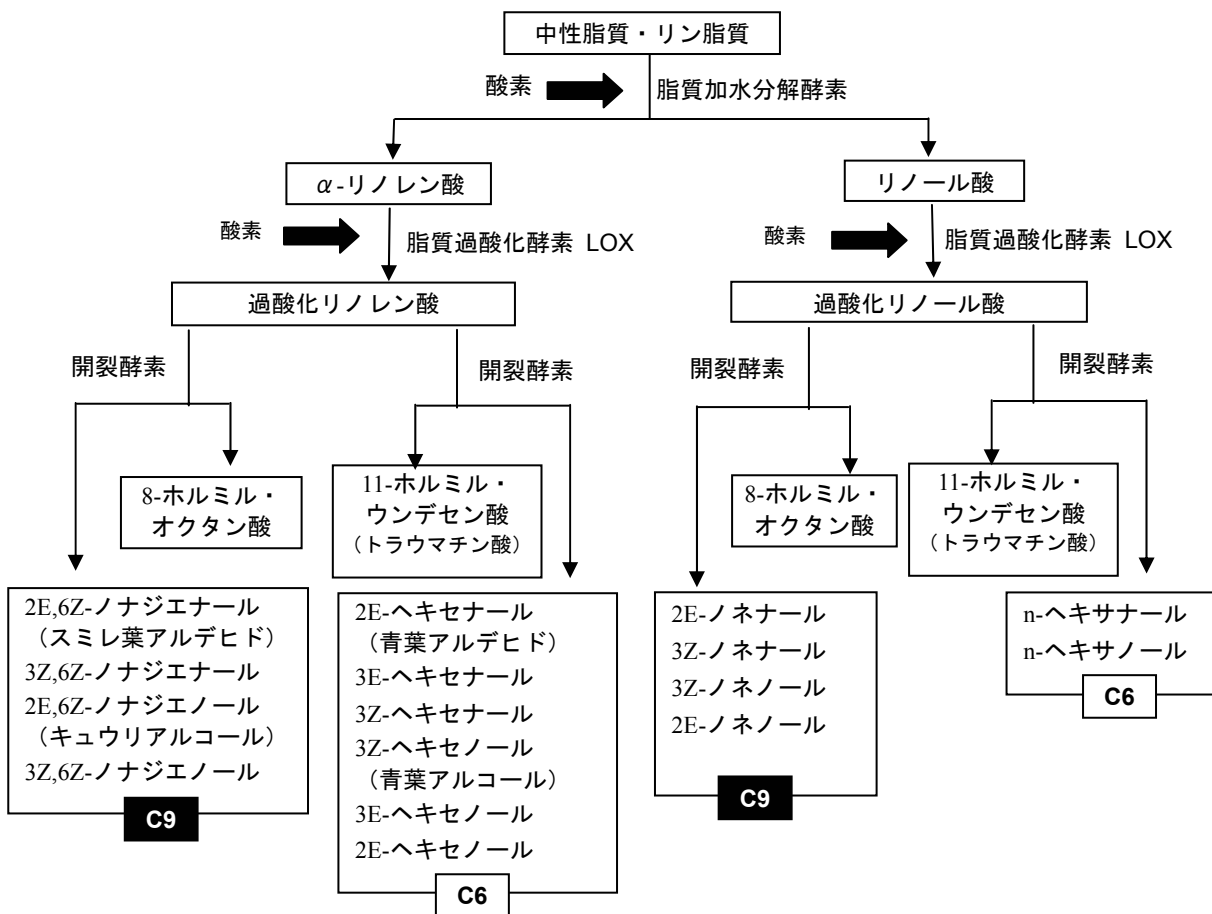 中性脂質・リン脂質
酸素
脂質加水分解酵素
α-リノレン酸
リノール酸
酸素
脂質過酸化酵素 LOX
酸素
脂質過酸化酵素 LOX
過酸化リノレン酸
過酸化リノール酸
開裂酵素
開裂酵素
開裂酵素
開裂酵素
8-ホルミル・
オクタン酸
11-ホルミル・
ウンデセン酸
(トラウマチン酸)
8-ホルミル・
オクタン酸
11-ホルミル・
ウンデセン酸
(トラウマチン酸)
2E,6Z-ノナジエナール
(スミレ葉アルデヒド)
3Z,6Z-ノナジエナール
2E,6Z-ノナジエノール
(キュウリアルコール)
3Z,6Z-ノナジエノール
C9
2E-ヘキセナール
(青葉アルデヒド)
3E-ヘキセナール
3Z-ヘキセナール
3Z-ヘキセノール
(青葉アルコール)
3E-ヘキセノール
2E-ヘキセノール
C6
2E-ノネナール
3Z-ノネナール
3Z-ノネノール
2E-ノネノール
C9
n-ヘキサナール
n-ヘキサノール
C6